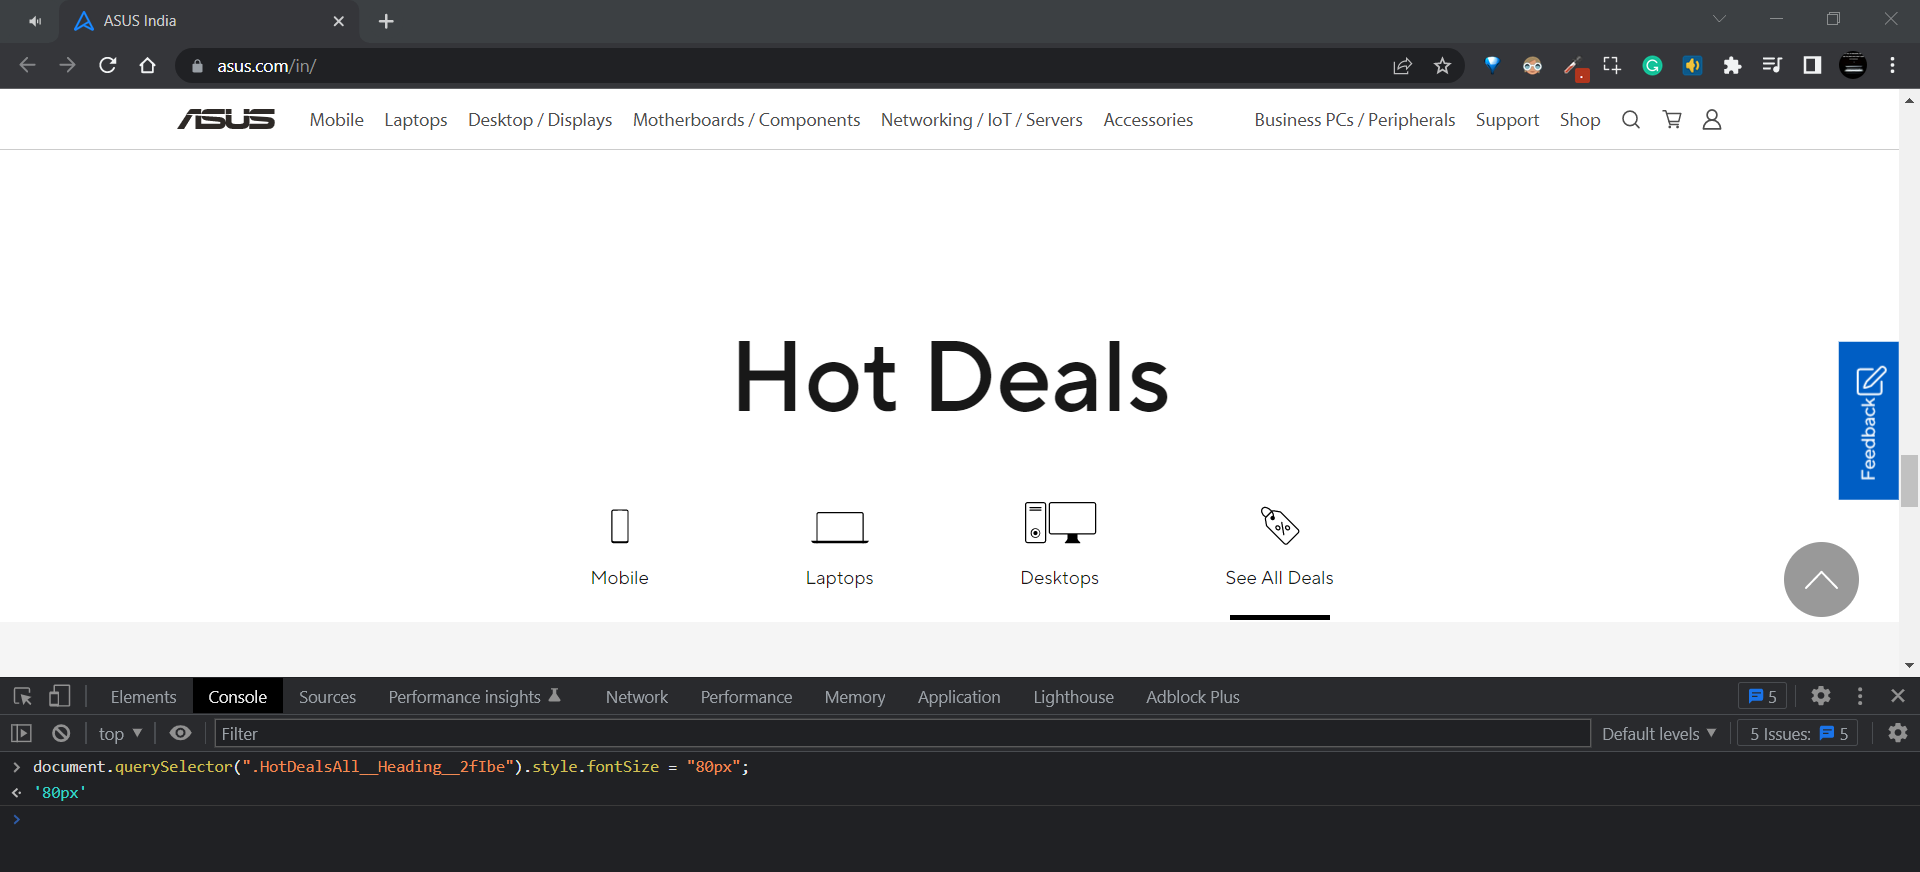 ASUS India
asus.com/in/
ASUS Mobile Laptops Desktop / Displays Motherboards / Components Networking / IoT / Servers Accessories Business PCs / Peripherals Support Shop
Hot Deals
Feedback
Mobile Laptops Desktops See All Deals
Elements Console Sources Performance insights Network Performance Memory Application Lighthouse Adblock Plus 5
top Filter Default levels 5 Issues: 5
document.querySelector(".HotDealsAll__Heading__2fIbe").style.fontSize = "80px";
'80px'